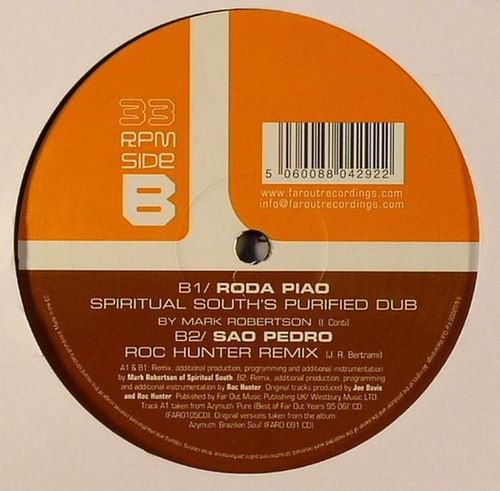 33
RPM
SIDE
B
5 060088 042922
www.faroutrecordings.com
info@faroutrecordings.com
B1/ RODA PIAO
SPIRITUAL SOUTH'S PURIFIED DUB
BY MARK ROBERTSON (I. Conti)
B2/ SAO PEDRO
ROC HUNTER REMIX (J. R. Bertrami)
A1 & B1: Remix, additional production, programming and additional instrumentation
by Mark Robertson of Spiritual South. B2: Remix, additional production, programming
and additional instrumentation by Roc Hunter. Original tracks produced by Joe Davis
and Roc Hunter. Published by Far Out Music Publishing UK/ Westbury Music LTD
Track A1 taken from Azymuth 'Pure (Best of Far Out Years 95-06)' CD
(FARO105CD). Original versions taken from the album
Azymuth Brazilian Soul' (FARO 091 CD)